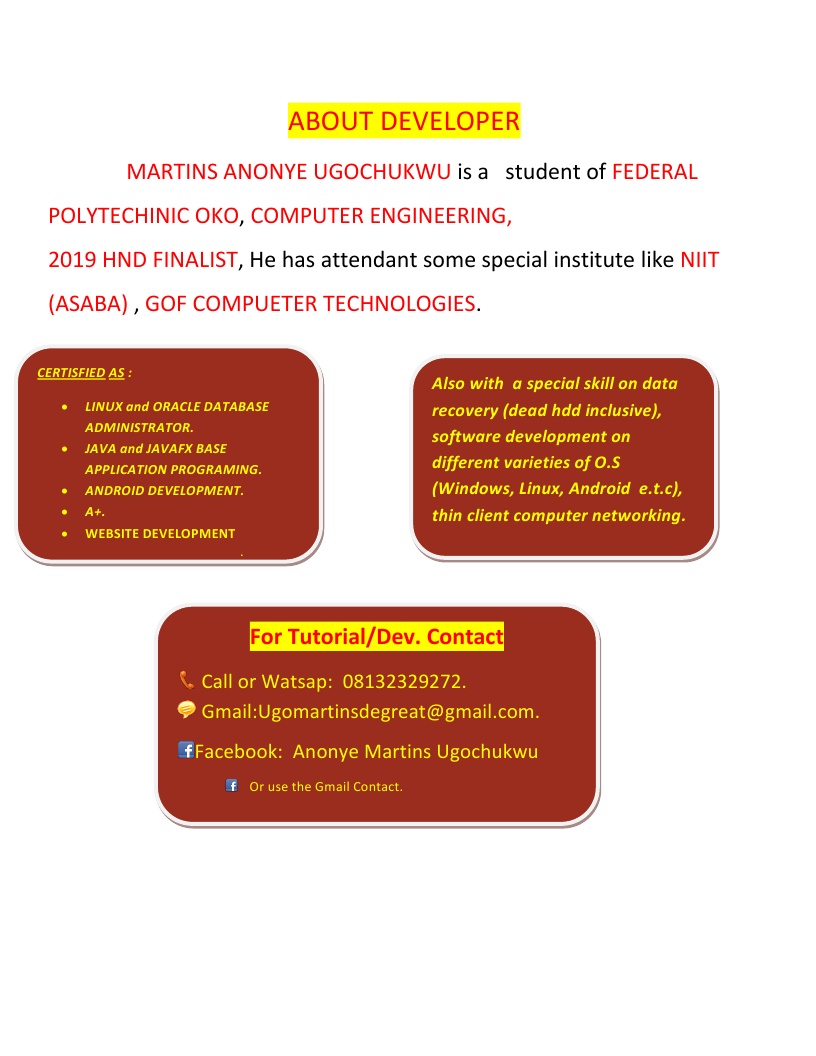 ABOUT DEVELOPER
MARTINS ANONYE UGOCHUKWU is a student of FEDERAL
POLYTECHINIC OKO, COMPUTER ENGINEERING,
2019 HND FINALIST, He has attendant some special institute like NIIT
(ASABA) , GOF COMPUETER TECHNOLOGIES.
CERTISFIED AS :
• LINUX and ORACLE DATABASE
ADMINISTRATOR.
• JAVA and JAVAFX BASE
APPLICATION PROGRAMING.
• ANDROID DEVELOPMENT.
• A+.
• WEBSITE DEVELOPMENT
.
Also with a special skill on data
recovery (dead hdd inclusive),
software development on
different varieties of O.S
(Windows, Linux, Android e.t.c),
thin client computer networking.
For Tutorial/Dev. Contact
Call or Watsap: 08132329272.
Gmail:Ugomartinsdegreat@gmail.com.
Facebook: Anonye Martins Ugochukwu
Or use the Gmail Contact.